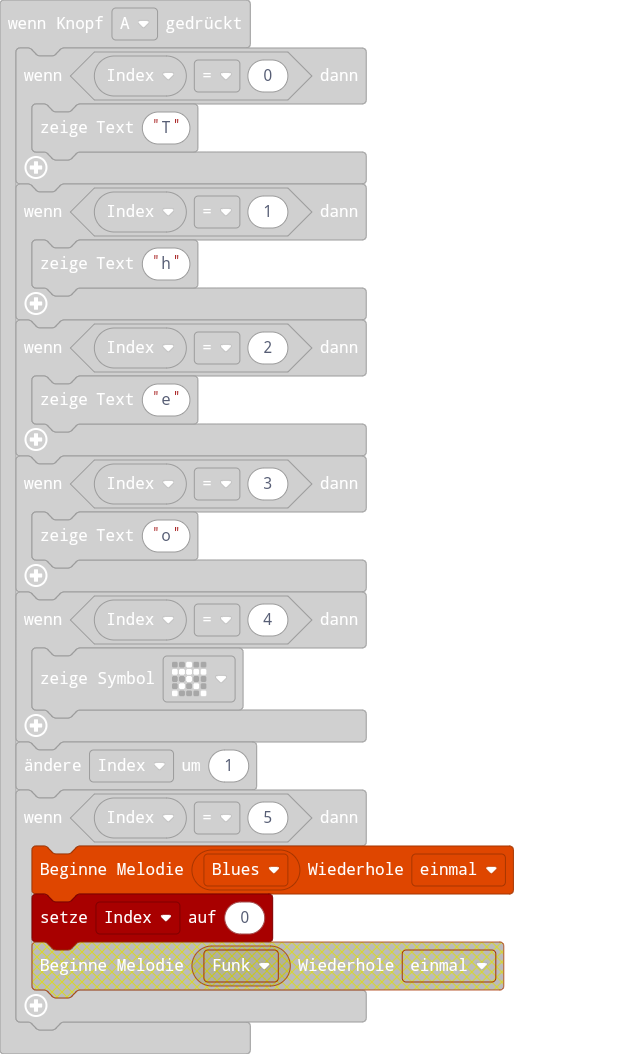 wenn Knopf A gedrückt
wenn Index = 0 dann
zeige Text "T"
wenn Index = 1 dann
zeige Text "h"
wenn Index = 2 dann
zeige Text "e"
wenn Index = 3 dann
zeige Text "o"
wenn Index = 4 dann
zeige Symbol
ändere Index um 1
wenn Index = 5 dann
Beginne Melodie Blues Wiederhole einmal
setze Index auf 0
Beginne Melodie Funk Wiederhole einmal